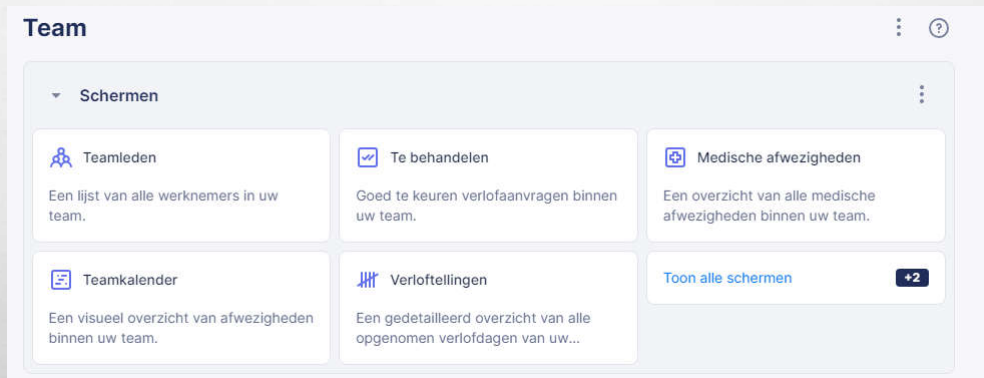 Team
Schermen
Teamleden
Een lijst van alle werknemers in uw
team.
Te behandelen
Goed te keuren verlofaanvragen binnen
uw team.
Medische afwezigheden
Een overzicht van alle medische
afwezigheden binnen uw team.
Teamkalender
Een visueel overzicht van afwezigheden
binnen uw team.
Verloftellingen
Een gedetailleerd overzicht van alle
opgenomen verlofdagen van uw...
Toon alle schermen +2